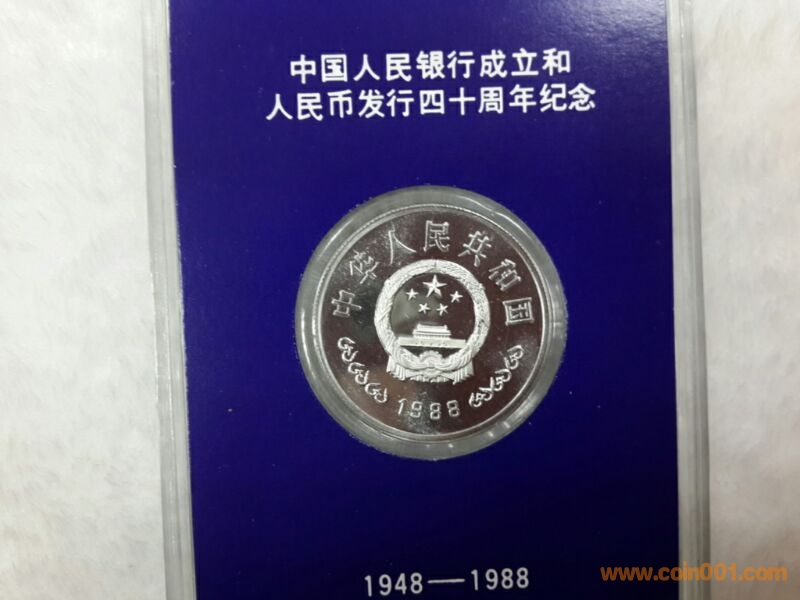 中国人民银行成立和
人民币发行四十周年纪念
中华人民共和国
1988
1948—1988
www.coin001.com